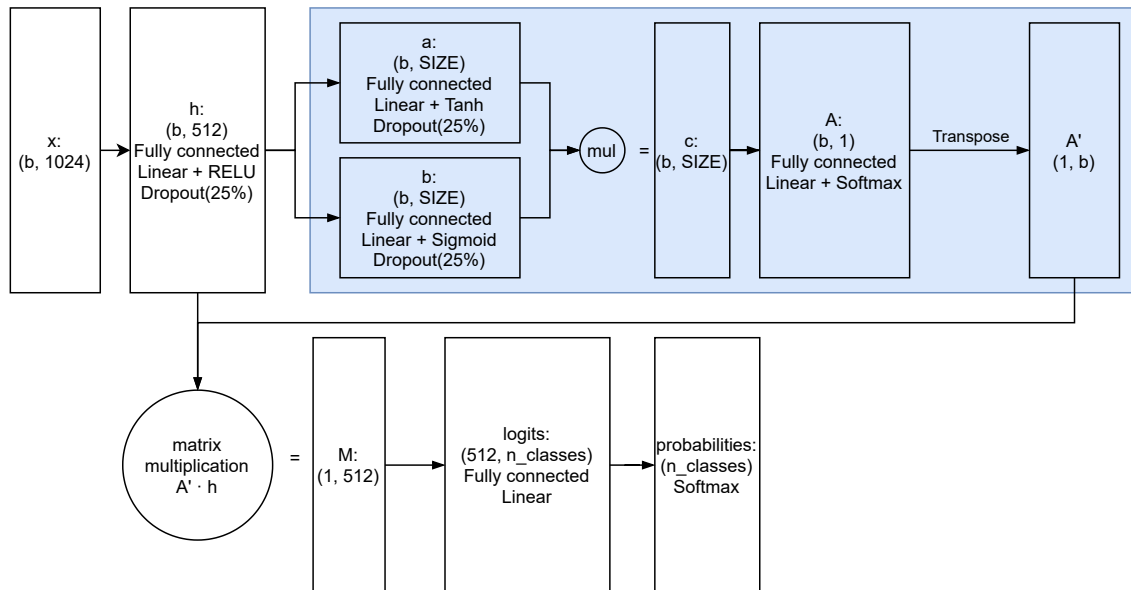 x:
(b, 1024)
h:
(b, 512)
Fully connected
Linear + RELU
Dropout(25%)
a:
(b, SIZE)
Fully connected
Linear + Tanh
Dropout(25%)
b:
(b, SIZE)
Fully connected
Linear + Sigmoid
Dropout(25%)
mul
=
c:
(b, SIZE)
A:
(b, 1)
Fully connected
Linear + Softmax
Transpose
A'
(1, b)
matrix
multiplication
A' · h
=
M:
(1, 512)
logits:
(512, n_classes)
Fully connected
Linear
probabilities:
(n_classes)
Softmax